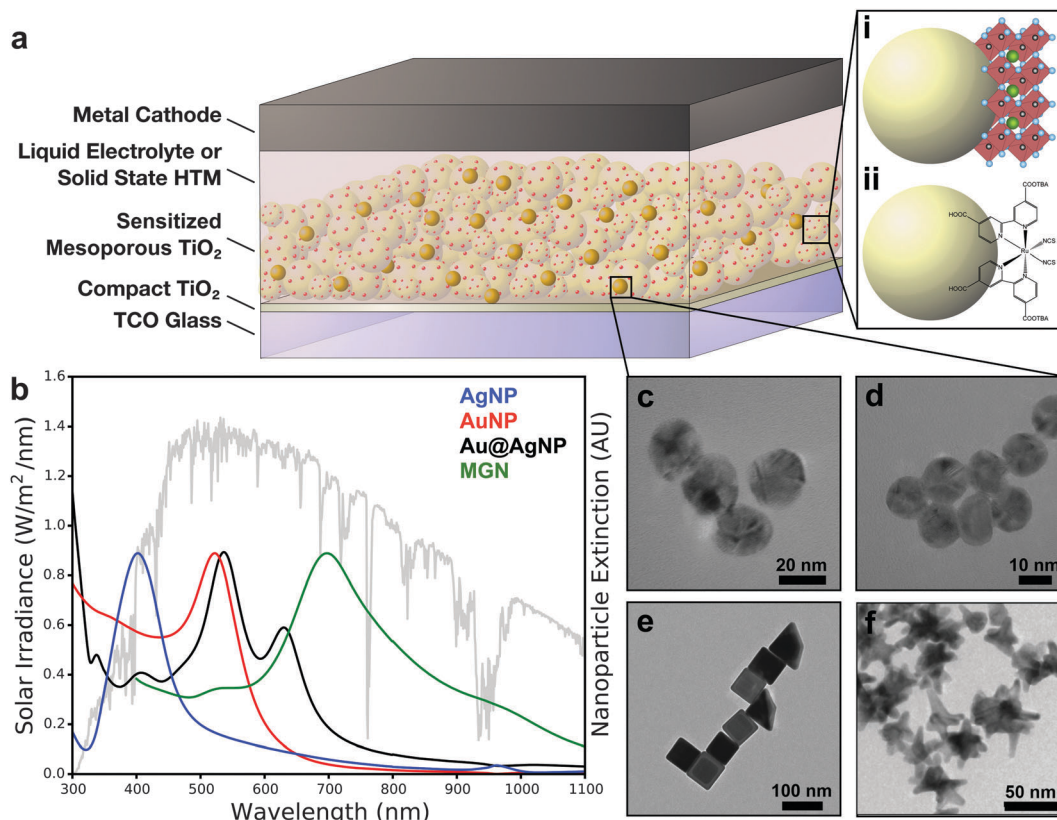 a
Metal Cathode
Liquid Electrolyte or
Solid State HTM
Sensitized
Mesoporous TiO₂
Compact TiO₂
TCO Glass
i
ii
COOTBA
HOOC
N
N
Ru
NCS
NCS
N
N
HOOC
COOTBA
b
AgNP
AuNP
Au@AgNP
MGN
Solar Irradiance (W/m²/nm)
1.6
1.4
1.2
1.0
0.8
0.6
0.4
0.2
0.0
300
400
500
600
700
800
900
1000
1100
Wavelength (nm)
Nanoparticle Extinction (AU)
c
20 nm
d
10 nm
e
100 nm
f
50 nm